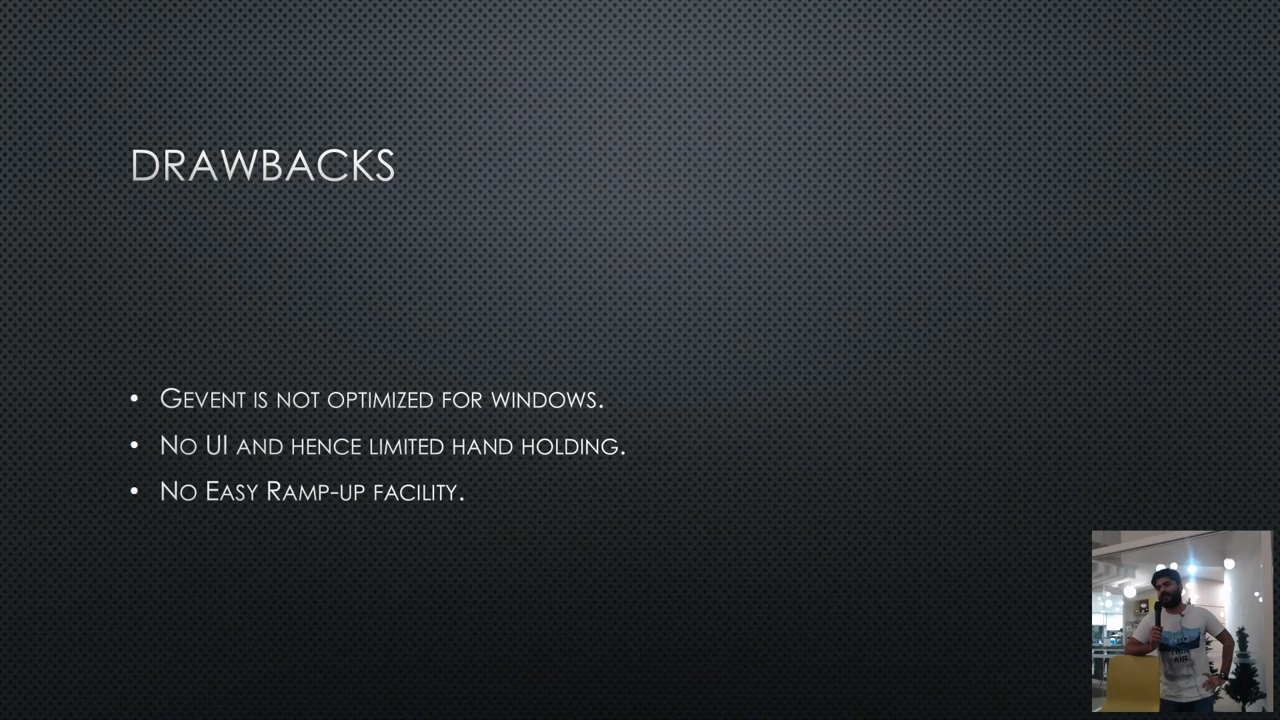 DRAWBACKS
• GEVENT IS NOT OPTIMIZED FOR WINDOWS.
• NO UI AND HENCE LIMITED HAND HOLDING.
• NO EASY RAMP-UP FACILITY.
AIR